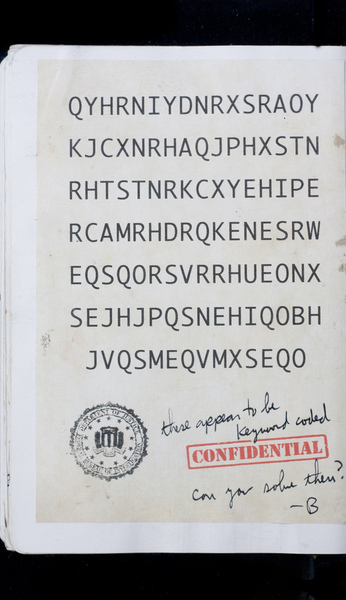 QYHRNIYDNRXSRAOY
KJCXNRHAQJPHXSTN
RHTSTNRKCXYEHIPE
RCAMRHDRQKENESRW
EQSQORSVRRHUEONX
SEJHJPQSNEHIQOBH
JVQSMEQVMXSEQO
these appear to be
keyword coded
CONFIDENTIAL
can you solve them?
-B